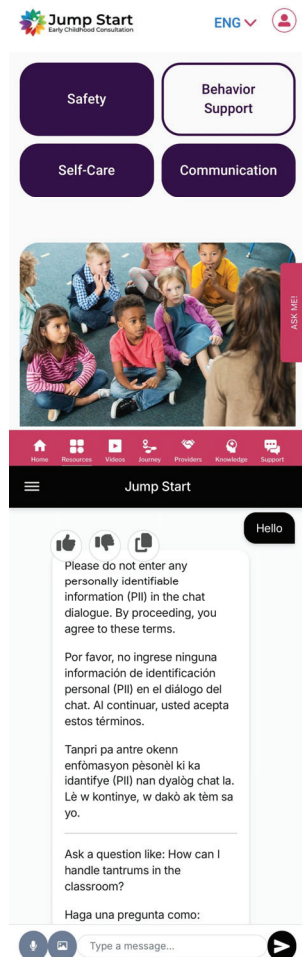 Jump Start
Early Childhood Consultation
ENG
Safety
Behavior
Support
Self-Care
Communication
ASK ME!
Home
Resources
Videos
Journey
Providers
Knowledge
Support
Jump Start
Hello
Please do not enter any
personally identifiable
information (PII) in the chat
dialogue. By proceeding, you
agree to these terms.
Por favor, no ingrese ninguna
información de identificación
personal (PII) en el diálogo del
chat. Al continuar, usted acepta
estos términos.
Tanpri pa antre okenn
enfòmasyon pèsonèl ki ka
idantifye (PII) nan dyalòg chat la.
Lè w kontinye, w dakò ak tèm sa
yo.
Ask a question like: How can I
handle tantrums in the
classroom?
Haga una pregunta como:
Type a message...